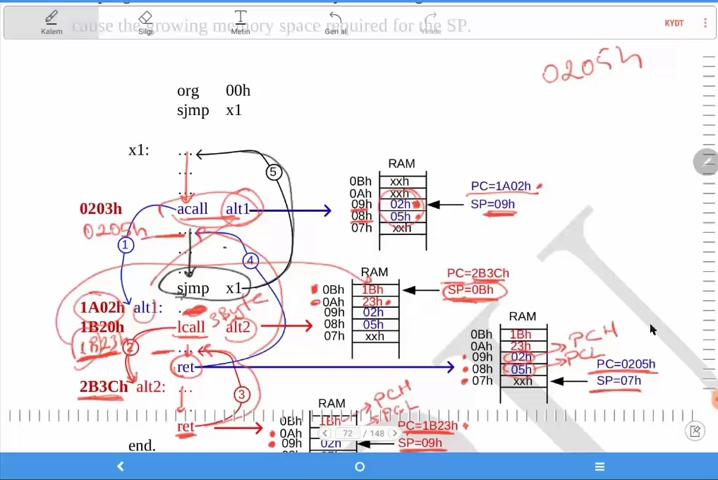 cause the growing memory space required for the SP.
Kalem
Silgi
Metin
Geri al
Yinele
KYDT
0205h
org 00h
sjmp x1
x1:
...
5
RAM
0Bh xxh
0Ah xxh
09h 02h
08h 05h
07h xxh
PC=1A02h
SP=09h
0203h
acall alt1
0205h
1
4
sjmp x1
RAM
0Bh 1Bh
0Ah 23h
09h 02h
08h 05h
07h xxh
PC=2B3Ch
SP=0Bh
1A02h alt1:
3Byte
1B20h
lcall alt2
1B23h
2
ret
RAM
0Bh 1Bh
0Ah 23h
09h 02h
08h 05h
07h xxh
PCH
PCL
PC=0205h
SP=07h
2B3Ch alt2:
3
ret
RAM
0Bh 1Bh
0Ah
09h 02h
PCH
PCL
PC=1B23h
SP=09h
72 / 148
end.